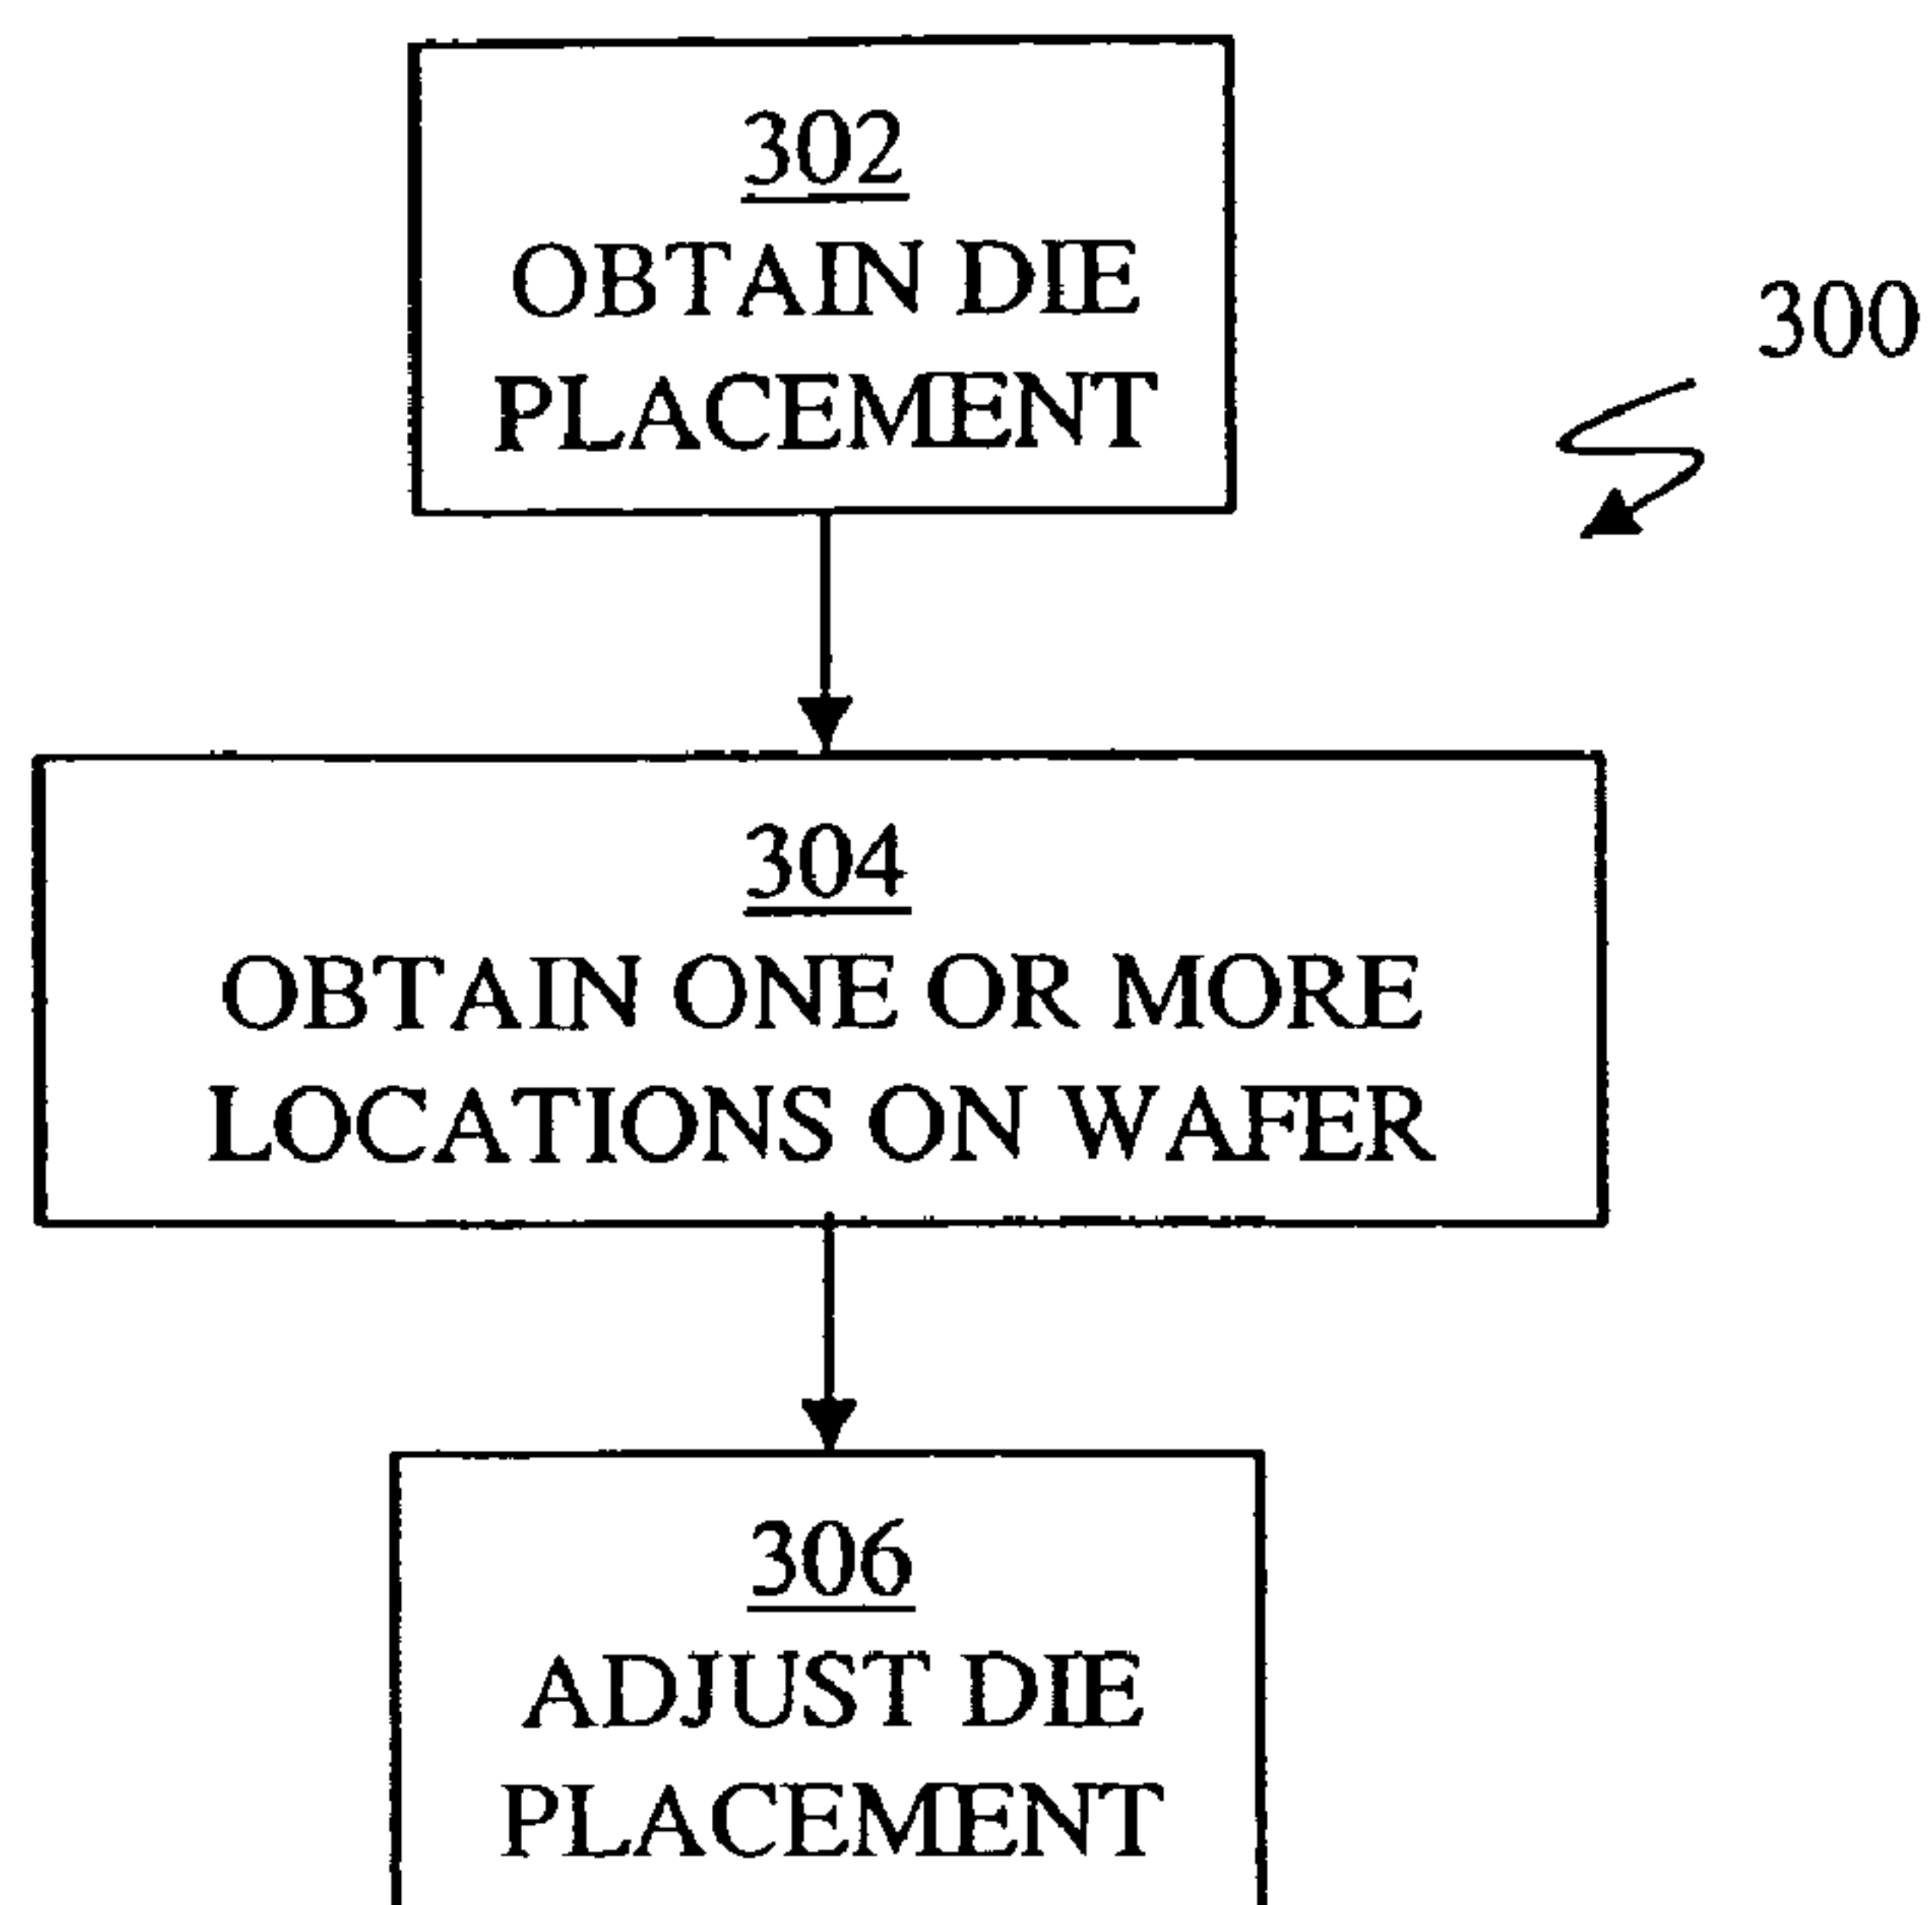 302
OBTAIN DIE
PLACEMENT
300
304
OBTAIN ONE OR MORE
LOCATIONS ON WAFER
306
ADJUST DIE
PLACEMENT